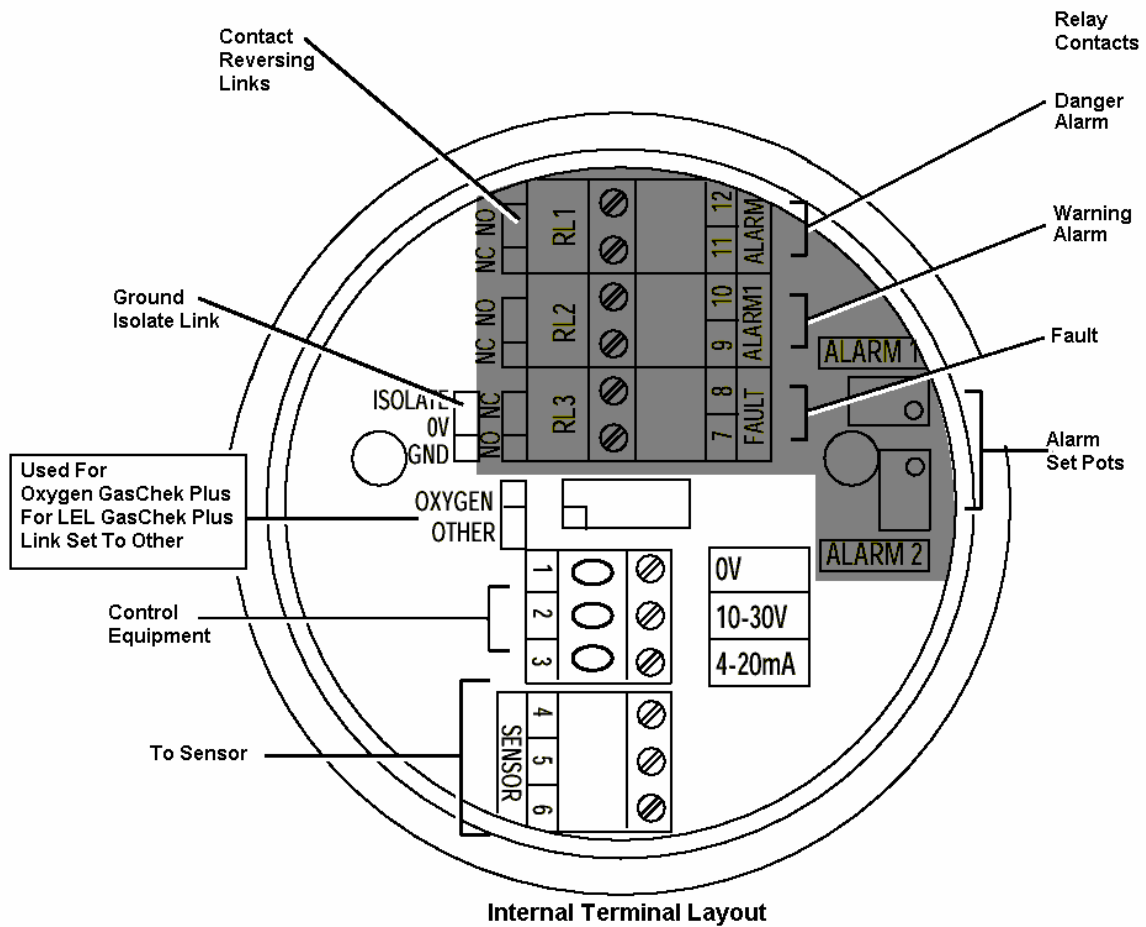 Relay
Contacts
Contact
Reversing
Links
Danger
Alarm
Warning
Alarm
Ground
Isolate Link
Fault
Alarm
Set Pots
NC NO
RL1
11 12
ALARM
NC NO
RL2
9 10
ALARM1
NO NC
RL3
7 8
FAULT
ALARM 1
ALARM 2
ISOLATE
0V
GND
Used For
Oxygen GasChek Plus
For LEL GasChek Plus
Link Set To Other
OXYGEN
OTHER
Control
Equipment
1
2
3
0V
10-30V
4-20mA
To Sensor
SENSOR
4
5
6
Internal Terminal Layout